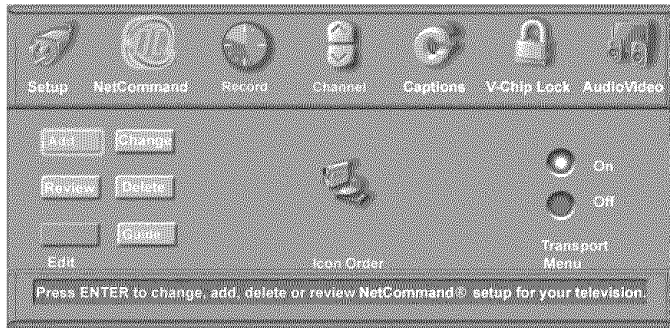 Setup NetCommand Record Channel Captions V-Chip Lock AudioVideo
Add Change
Review Delete
Guide
Edit
Icon Order
On
Off
Transport
Menu
Press ENTER to change, add, delete or review NetCommand® setup for your television.